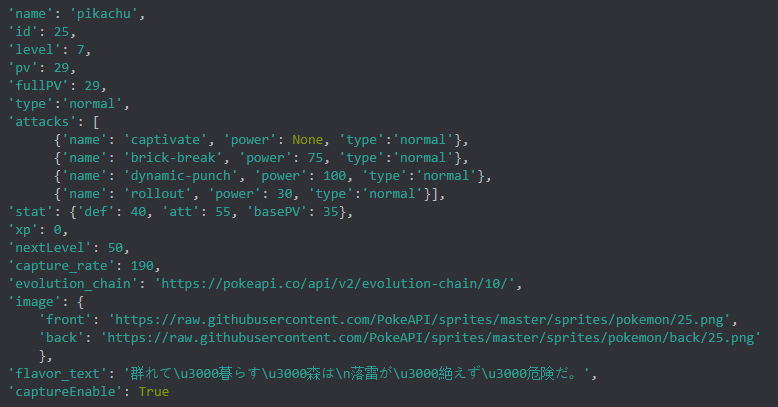 'name': 'pikachu',
'id': 25,
'level': 7,
'pv': 29,
'fullPV': 29,
'type':'normal',
'attacks': [
{'name': 'captivate', 'power': None, 'type':'normal'},
{'name': 'brick-break', 'power': 75, 'type':'normal'},
{'name': 'dynamic-punch', 'power': 100, 'type':'normal'},
{'name': 'rollout', 'power': 30, 'type':'normal'}],
'stat': {'def': 40, 'att': 55, 'basePV': 35},
'xp': 0,
'nextLevel': 50,
'capture_rate': 190,
'evolution_chain': 'https://pokeapi.co/api/v2/evolution-chain/10/',
'image': {
'front': 'https://raw.githubusercontent.com/PokeAPI/sprites/master/sprites/pokemon/25.png',
'back': 'https://raw.githubusercontent.com/PokeAPI/sprites/master/sprites/pokemon/back/25.png'
},
'flavor_text': '群れて\u3000暮らす\u3000森は\n落雷が\u3000絶えず\u3000危険だ。',
'captureEnable': True